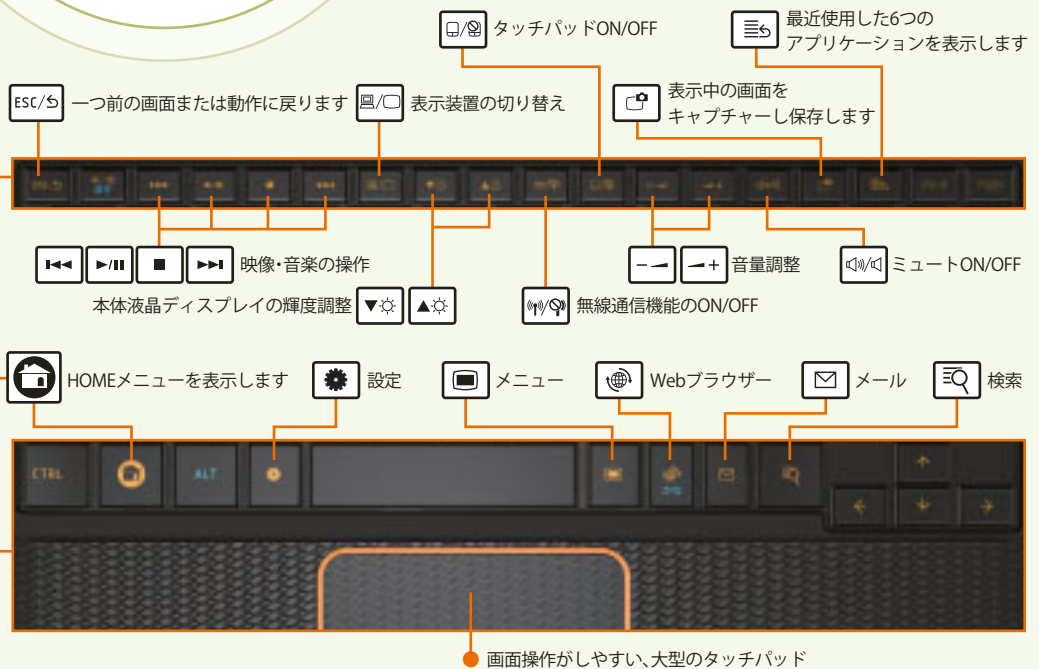 タッチパッドON/OFF
最近使用した6つの
アプリケーションを表示します
ESC/ 一つ前の画面または動作に戻ります
表示装置の切り替え
表示中の画面を
キャプチャーし保存します
映像・音楽の操作
音量調整
ミュートON/OFF
本体液晶ディスプレイの輝度調整
無線通信機能のON/OFF
HOMEメニューを表示します
設定
メニュー
Webブラウザー
メール
検索
CTRL
ALT
画面操作がしやすい、大型のタッチパッド